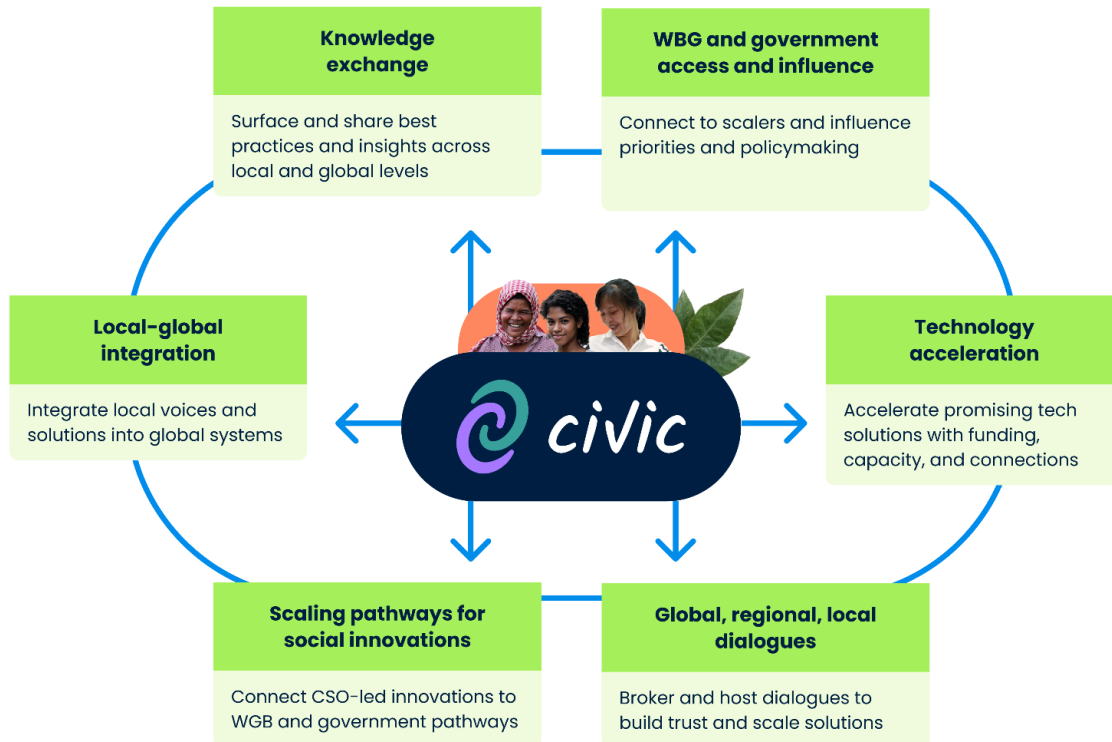 Knowledge
exchange
Surface and share best
practices and insights across
local and global levels
WBG and government
access and influence
Connect to scalers and influence
priorities and policymaking
Local-global
integration
Integrate local voices and
solutions into global systems
civic
Technology
acceleration
Accelerate promising tech
solutions with funding,
capacity, and connections
Scaling pathways for
social innovations
Connect CSO-led innovations to
WGB and government pathways
Global, regional, local
dialogues
Broker and host dialogues to
build trust and scale solutions